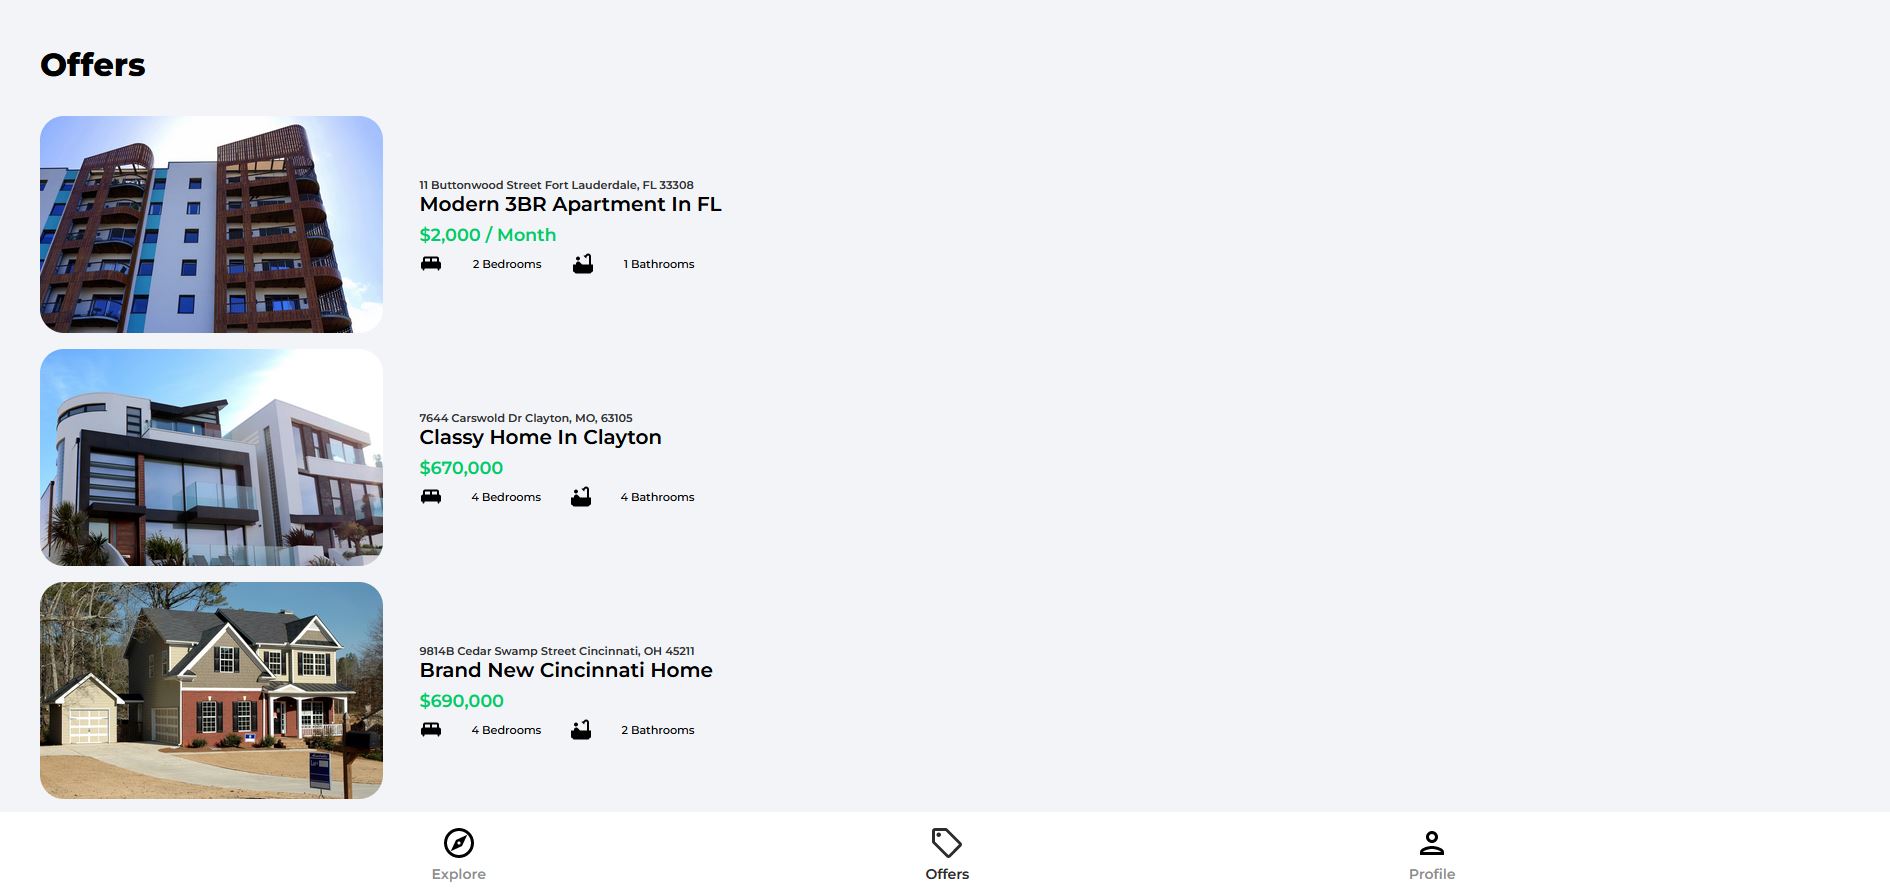 Offers
11 Buttonwood Street Fort Lauderdale, FL 33308
Modern 3BR Apartment In FL
$2,000 / Month
2 Bedrooms 1 Bathrooms
7644 Carswold Dr Clayton, MO, 63105
Classy Home In Clayton
$670,000
4 Bedrooms 4 Bathrooms
9814B Cedar Swamp Street Cincinnati, OH 45211
Brand New Cincinnati Home
$690,000
4 Bedrooms 2 Bathrooms
Explore Offers Profile